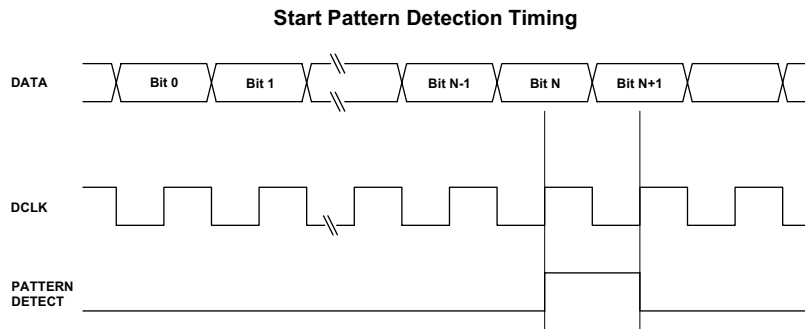 Start Pattern Detection Timing
DATA
Bit 0
Bit 1
Bit N-1
Bit N
Bit N+1
DCLK
PATTERN
DETECT